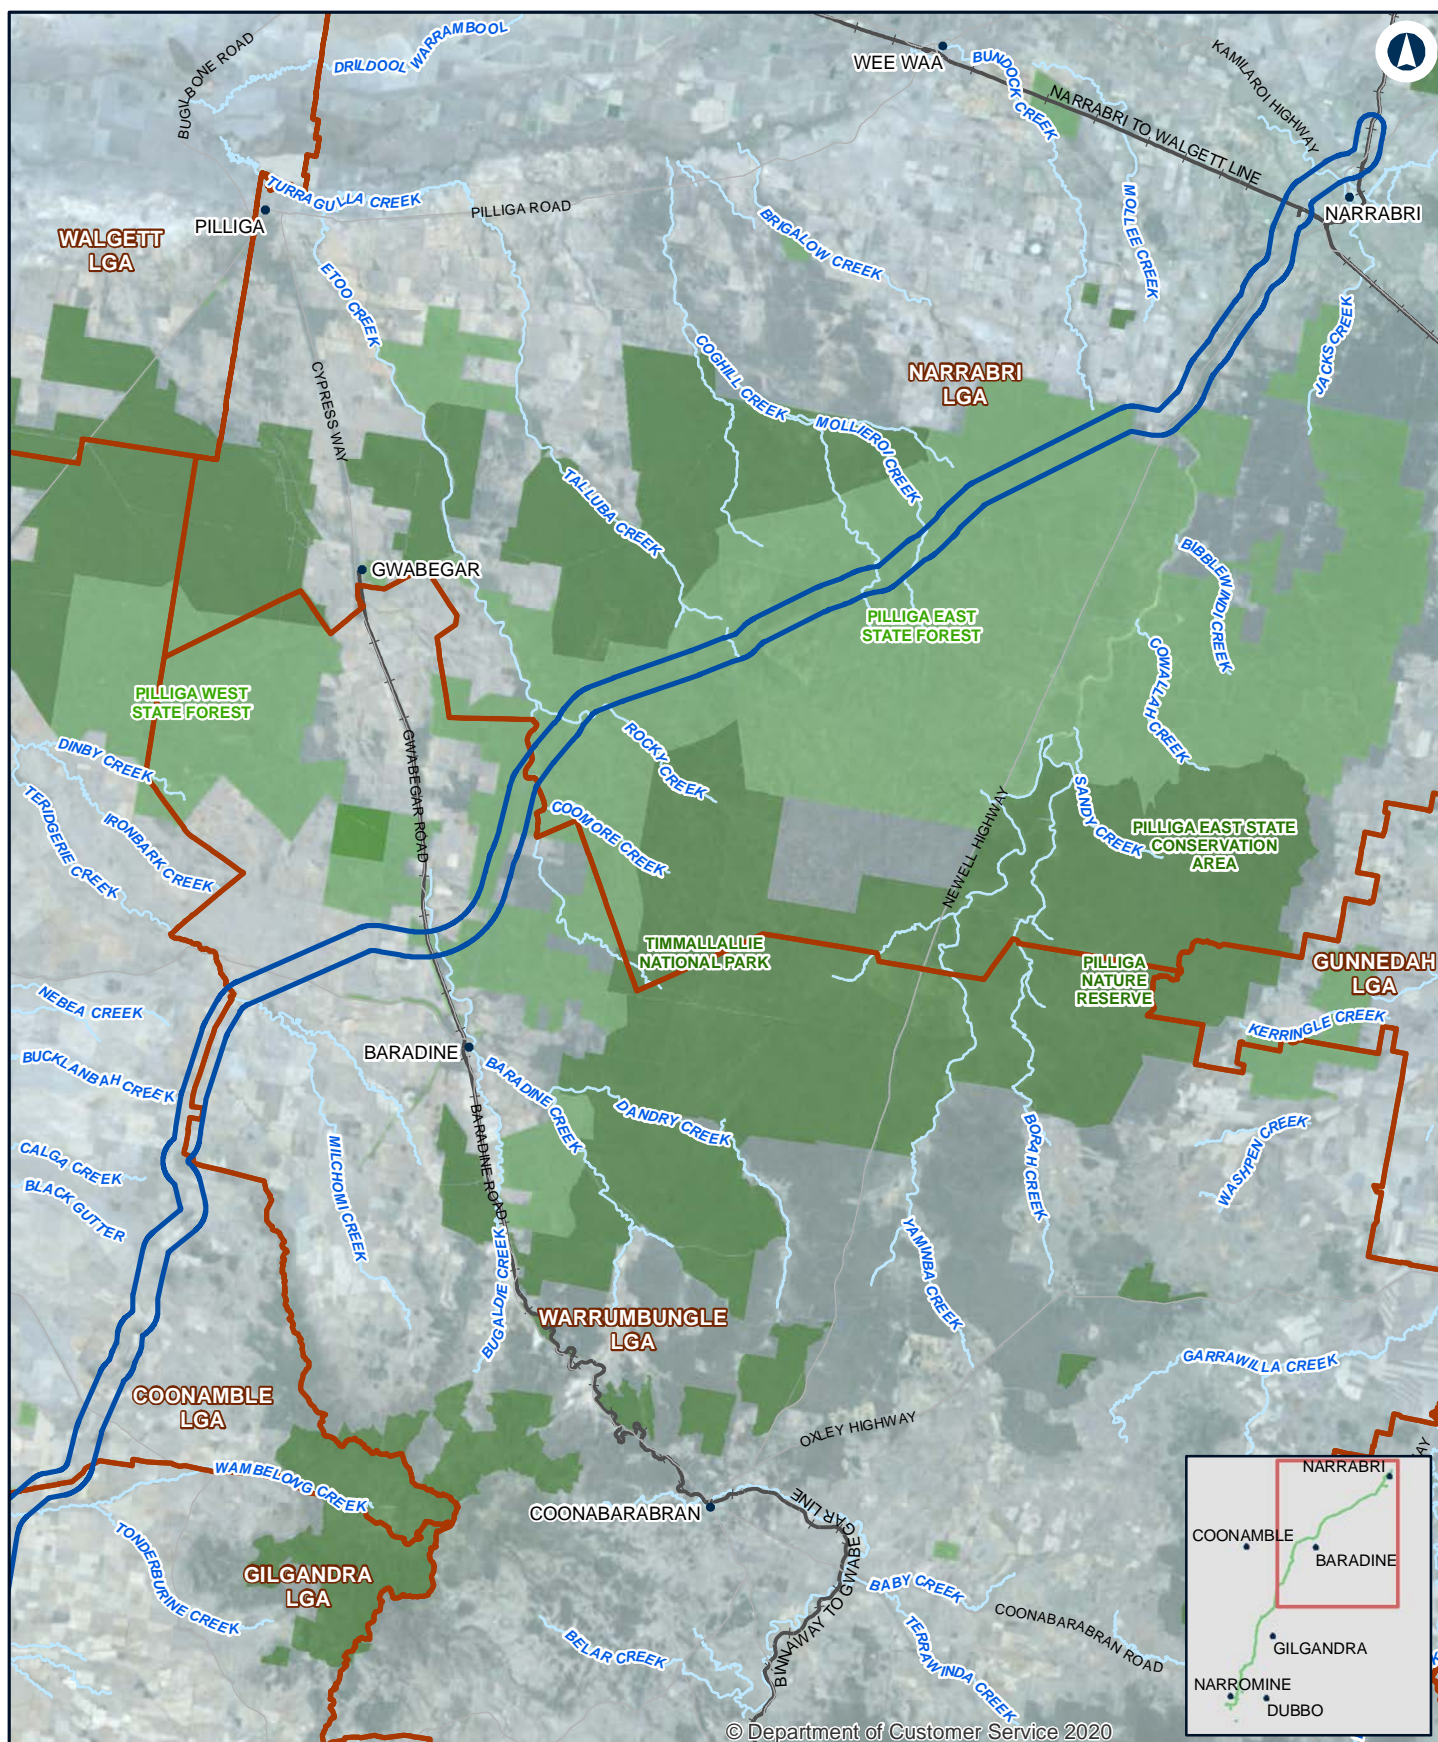 BUGILBONE ROAD
DRILDOOL WARRAMBOOL
WEE WAA
BUNDOCK CREEK
KAMILAROI HIGHWAY
NARRABRI TO WALGETT LINE
MOLLEE CREEK
NARRABRI
TURRAGULLA CREEK
PILLIGA ROAD
PILLIGA
WALGETT
LGA
ETOO CREEK
BRIGALOW CREEK
CYPRESS WAY
COGHILL CREEK
NARRABRI
LGA
JACKS CREEK
MOLLIEROI CREEK
TALLUBA CREEK
GWABEGAR
BIBBLEWINDI CREEK
PILLIGA EAST
STATE FOREST
COWALLAH CREEK
PILLIGA WEST
STATE FOREST
DINBY CREEK
GWABEGAR ROAD
ROCKY CREEK
TERIDGERIE CREEK
IRONBARK CREEK
COOMORE CREEK
NEWELL HIGHWAY
SANDY CREEK
PILLIGA EAST STATE
CONSERVATION
AREA
TIMMALLALLIE
NATIONAL PARK
PILLIGA
NATURE
RESERVE
GUNNEDAH
LGA
NEBEA CREEK
KERRINGLE CREEK
BUCKLANBAH CREEK
BARADINE
BARADINE CREEK
DANDRY CREEK
BARADINE ROAD
BORAH CREEK
WASHPEN CREEK
CALGA CREEK
BLACK GUTTER
MILCHOMI CREEK
BUGALDIE CREEK
YAMINBA CREEK
WARRUMBUNGLE
LGA
GARRAWILLA CREEK
COONAMBLE
LGA
OXLEY HIGHWAY
WAY
WAMBELONG CREEK
COONABARABRAN
BINNAWAY TO GWABEGAR LINE
TONDERBURINE CREEK
GILGANDRA
LGA
BABY CREEK
BELAR CREEK
TERRAWINDA CREEK
COONABARABRAN ROAD
NARRABRI
COONAMBLE
BARADINE
GILGANDRA
NARROMINE
DUBBO
© Department of Customer Service 2020